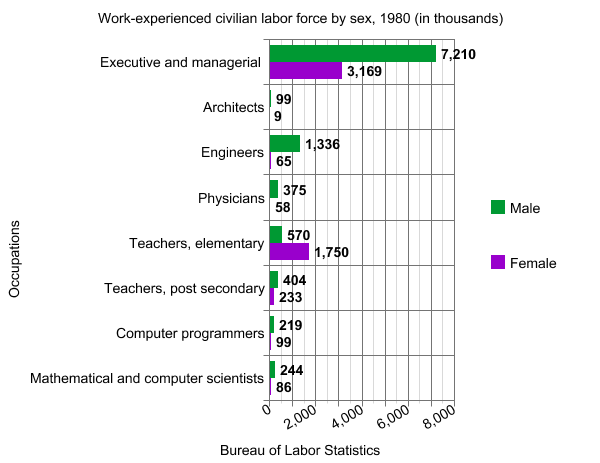 Work-experienced civilian labor force by sex, 1980 (in thousands)
Executive and managerial
7,210
3,169
Architects
99
9
Engineers
1,336
65
Physicians
375
58
Teachers, elementary
570
1,750
Teachers, post secondary
404
233
Computer programmers
219
99
Mathematical and computer scientists
244
86
Occupations
Male
Female
0 2,000 4,000 6,000 8,000
Bureau of Labor Statistics